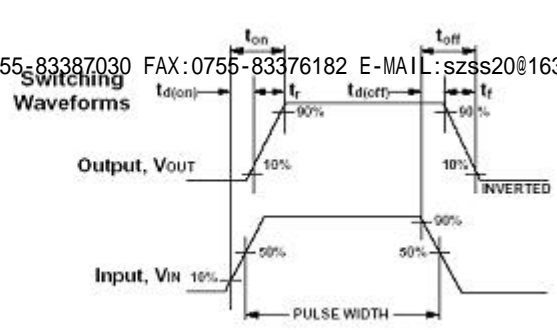 ton toff
55-83387030 FAX:0755-83376182 E-MAIL:szss20@163
Switching
Waveforms td(on) tr td(off) tf
90% 90%
Output, VOUT 10% 10%
INVERTED
90%
50% 50%
Input, VIN 10%
PULSE WIDTH